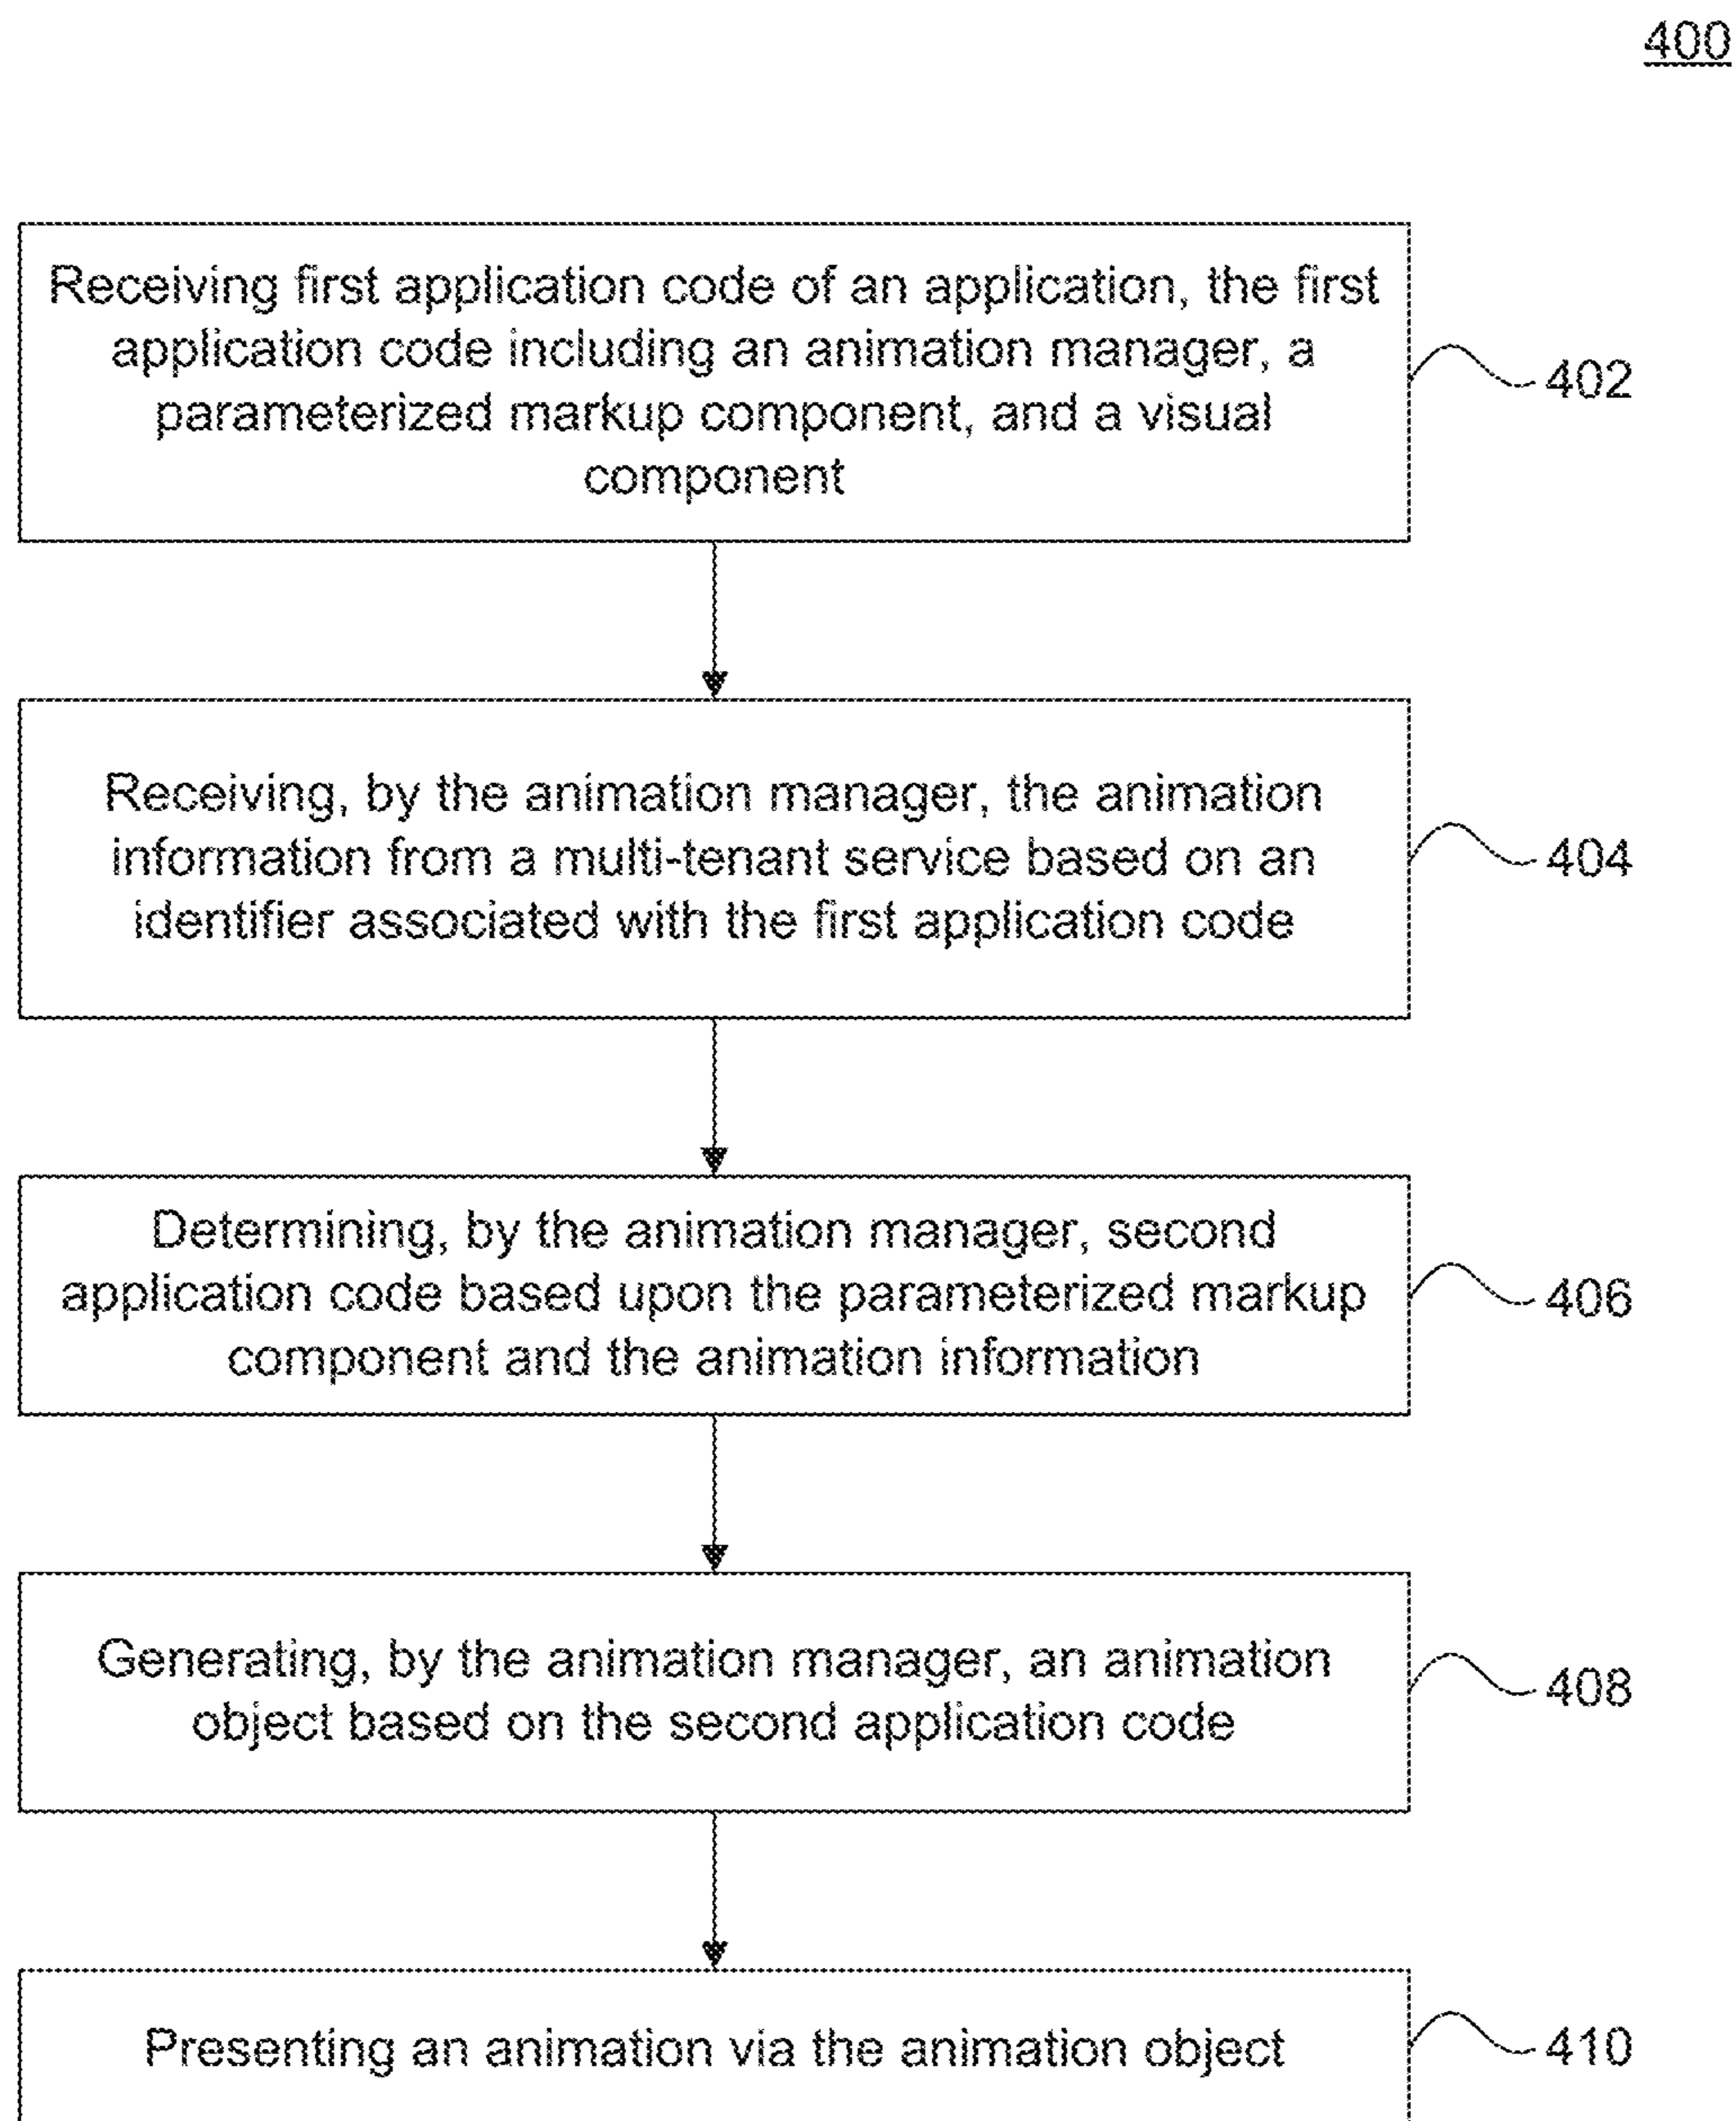 400
Receiving first application code of an application, the first
application code including an animation manager, a
parameterized markup component, and a visual
component
402
Receiving, by the animation manager, the animation
information from a multi-tenant service based on an
identifier associated with the first application code
404
Determining, by the animation manager, second
application code based upon the parameterized markup
component and the animation information
406
Generating, by the animation manager, an animation
object based on the second application code
408
Presenting an animation via the animation object
410